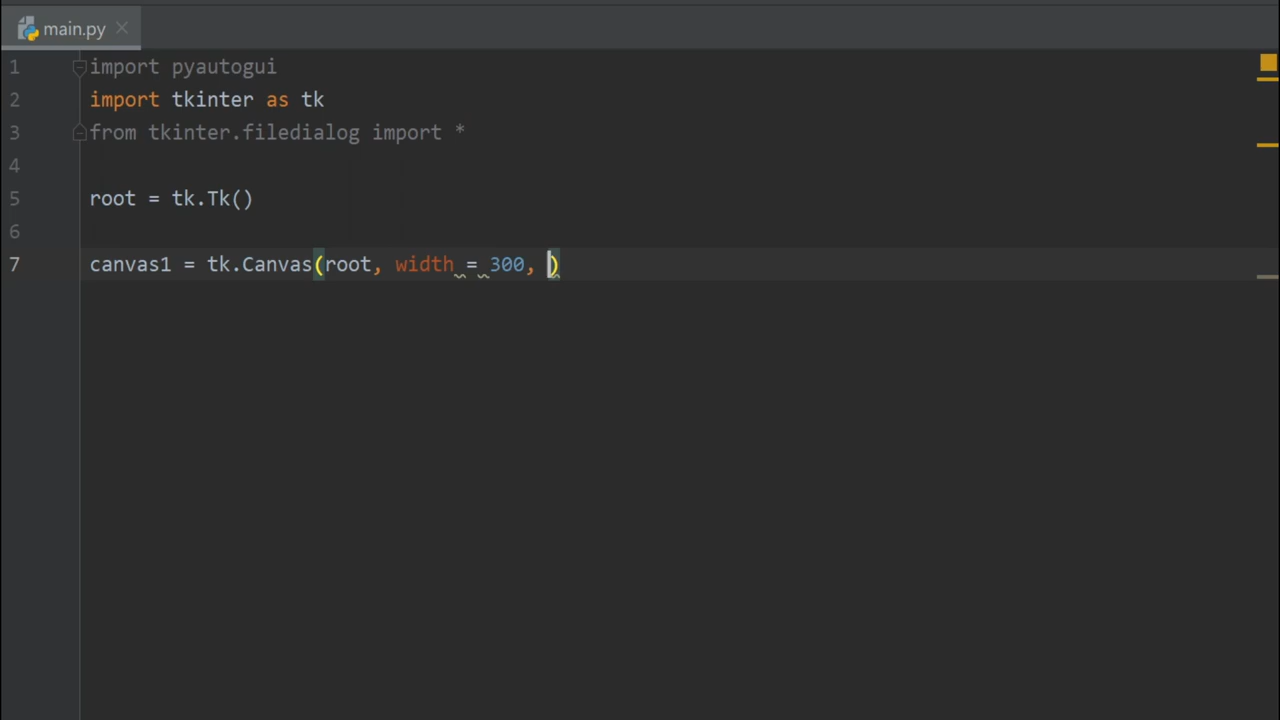 main.py
1 import pyautogui
2 import tkinter as tk
3 from tkinter.filedialog import *
4
5 root = tk.Tk()
6
7 canvas1 = tk.Canvas(root, width = 300, )